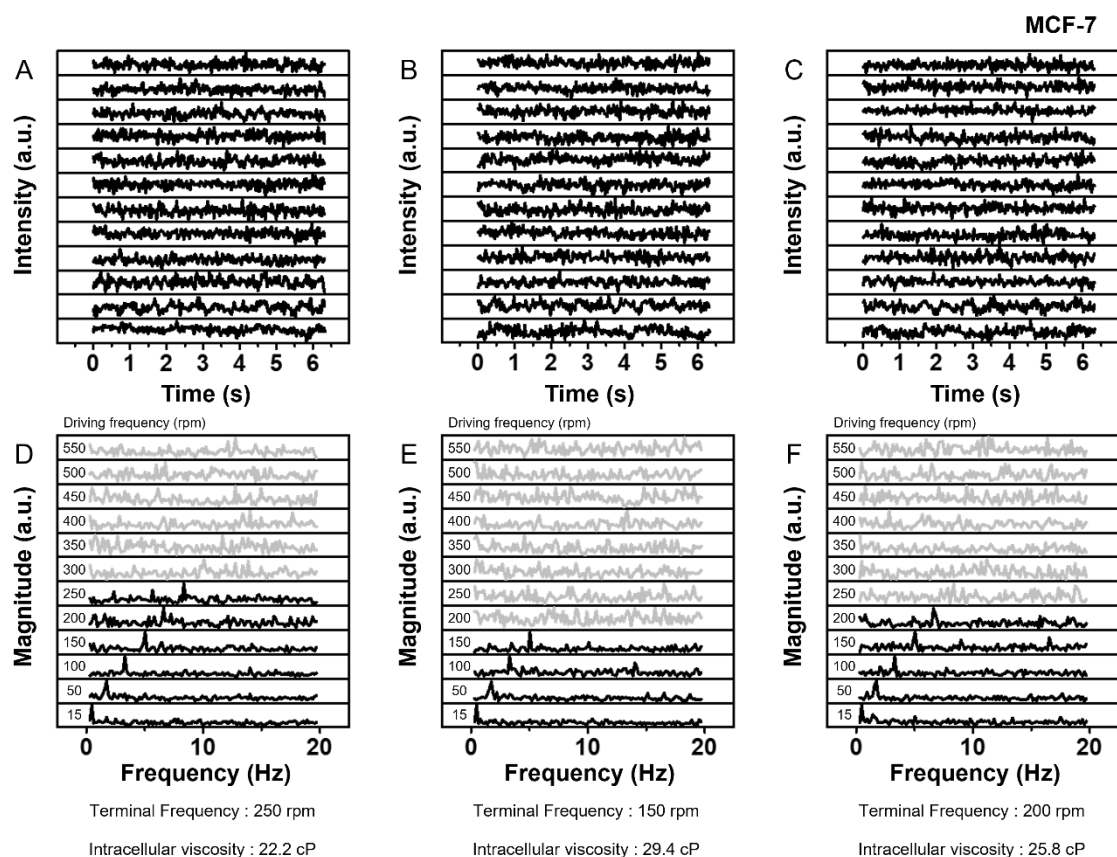 MCF-7
A
B
C
Intensity (a.u.)
Intensity (a.u.)
Intensity (a.u.)
0 1 2 3 4 5 6
0 1 2 3 4 5 6
0 1 2 3 4 5 6
Time (s)
Time (s)
Time (s)
Driving frequency (rpm)
Driving frequency (rpm)
Driving frequency (rpm)
D
E
F
Magnitude (a.u.)
Magnitude (a.u.)
Magnitude (a.u.)
550
500
450
400
350
300
250
200
150
100
50
15
550
500
450
400
350
300
250
200
150
100
50
15
550
500
450
400
350
300
250
200
150
100
50
15
0 10 20
0 10 20
0 10 20
Frequency (Hz)
Frequency (Hz)
Frequency (Hz)
Terminal Frequency : 250 rpm
Terminal Frequency : 150 rpm
Terminal Frequency : 200 rpm
Intracellular viscosity : 22.2 cP
Intracellular viscosity : 29.4 cP
Intracellular viscosity : 25.8 cP